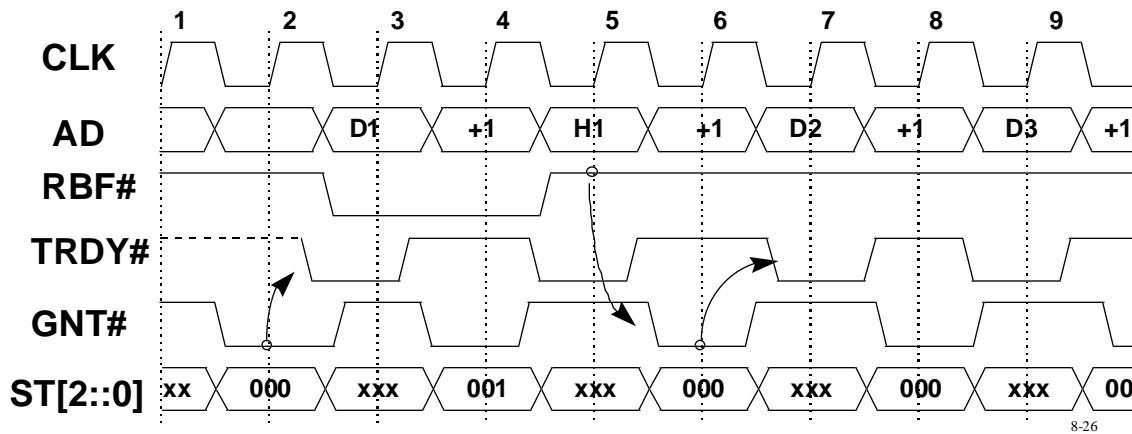 1 2 3 4 5 6 7 8 9
CLK
AD D1 +1 H1 +1 D2 +1 D3 +1
RBF#
TRDY#
GNT#
ST[2::0] xx 000 xxx 001 xxx 000 xxx 000 xxx 00
8-26